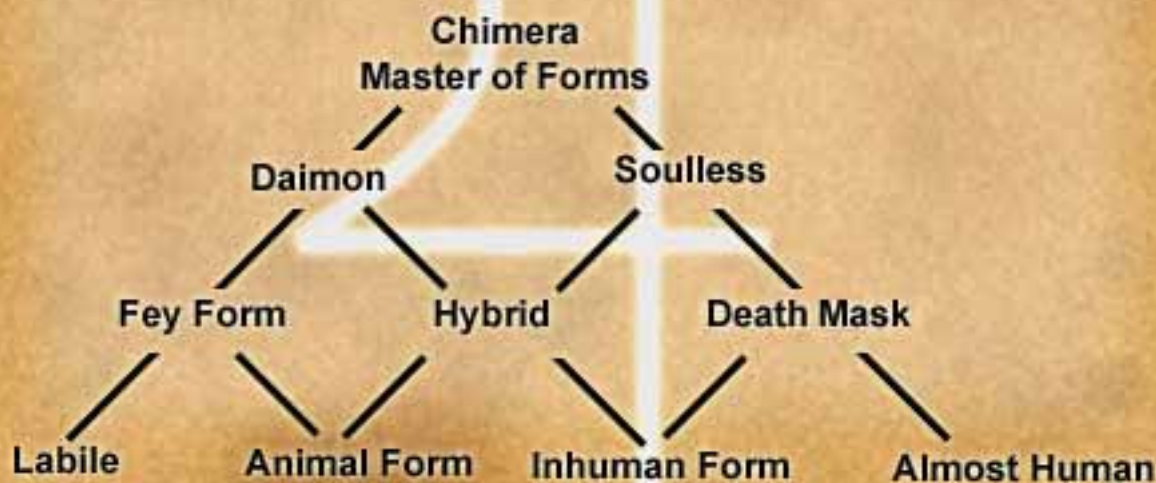 Chimera
Master of Forms
Daimon Soulless
Fey Form Hybrid Death Mask
Labile Animal Form Inhuman Form Almost Human